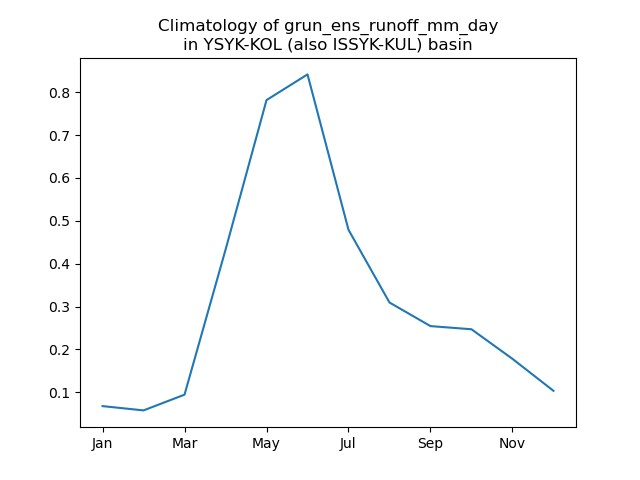 Climatology of grun_ens_runoff_mm_day
in YSYK-KOL (also ISSYK-KUL) basin
0.8
0.7
0.6
0.5
0.4
0.3
0.2
0.1
Jan Mar May Jul Sep Nov